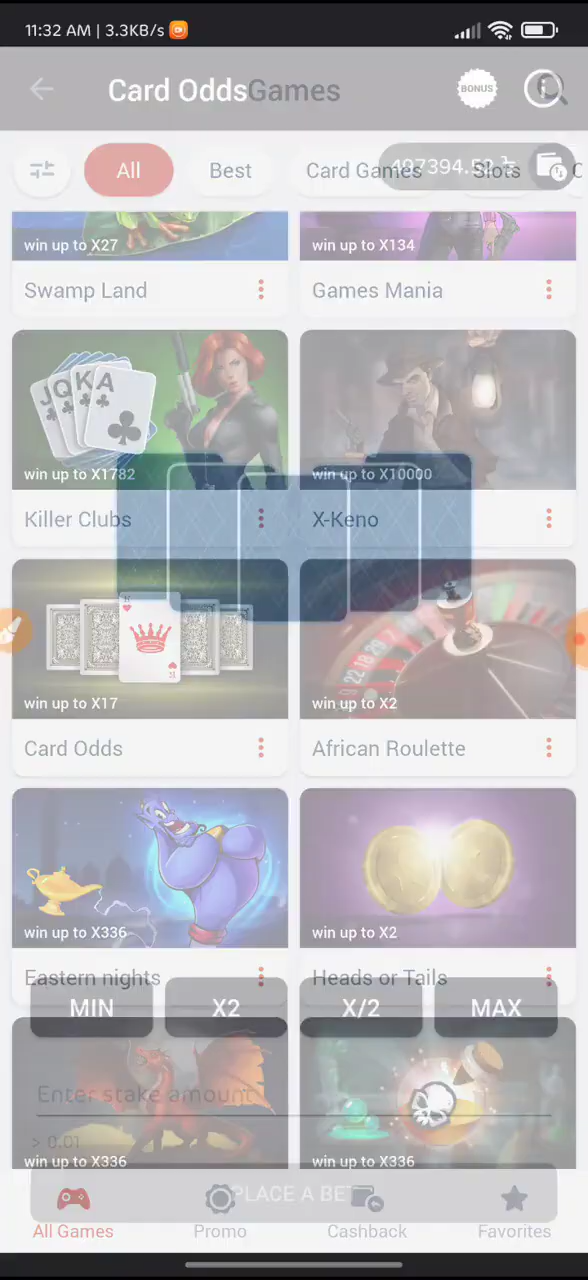 11:32 AM | 3.3KB/s
Card Odds Games
BONUS
All Best Card Games Slots
497394.52
win up to X27 win up to X134
Swamp Land Games Mania
J Q K A
win up to X1782 win up to X10000
Killer Clubs X-Keno
win up to X17 win up to X2
Card Odds African Roulette
win up to X336 win up to X2
Eastern nights Heads or Tails
MIN X2 X/2 MAX
Enter stake amount
> 0.01
win up to X336 win up to X336
PLACE A BET
All Games Promo Cashback Favorites